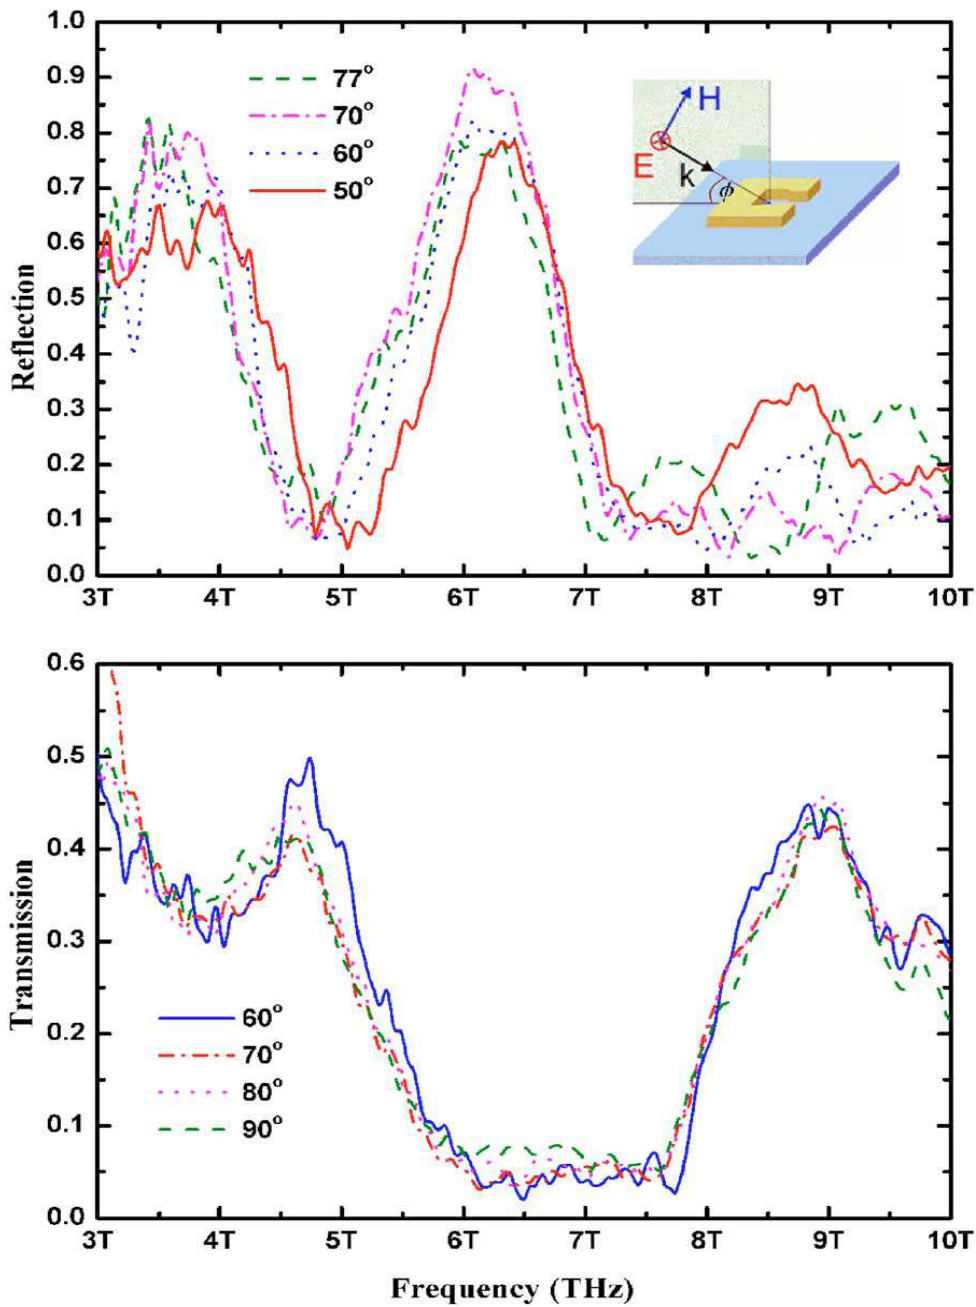 1.0
0.9
0.8
0.7
0.6
0.5
0.4
0.3
0.2
0.1
0.0
Reflection
77°
70°
60°
50°
H
E
k
ϕ
3T 4T 5T 6T 7T 8T 9T 10T
0.6
0.5
0.4
0.3
0.2
0.1
0.0
Transmission
60°
70°
80°
90°
3T 4T 5T 6T 7T 8T 9T 10T
Frequency (THz)